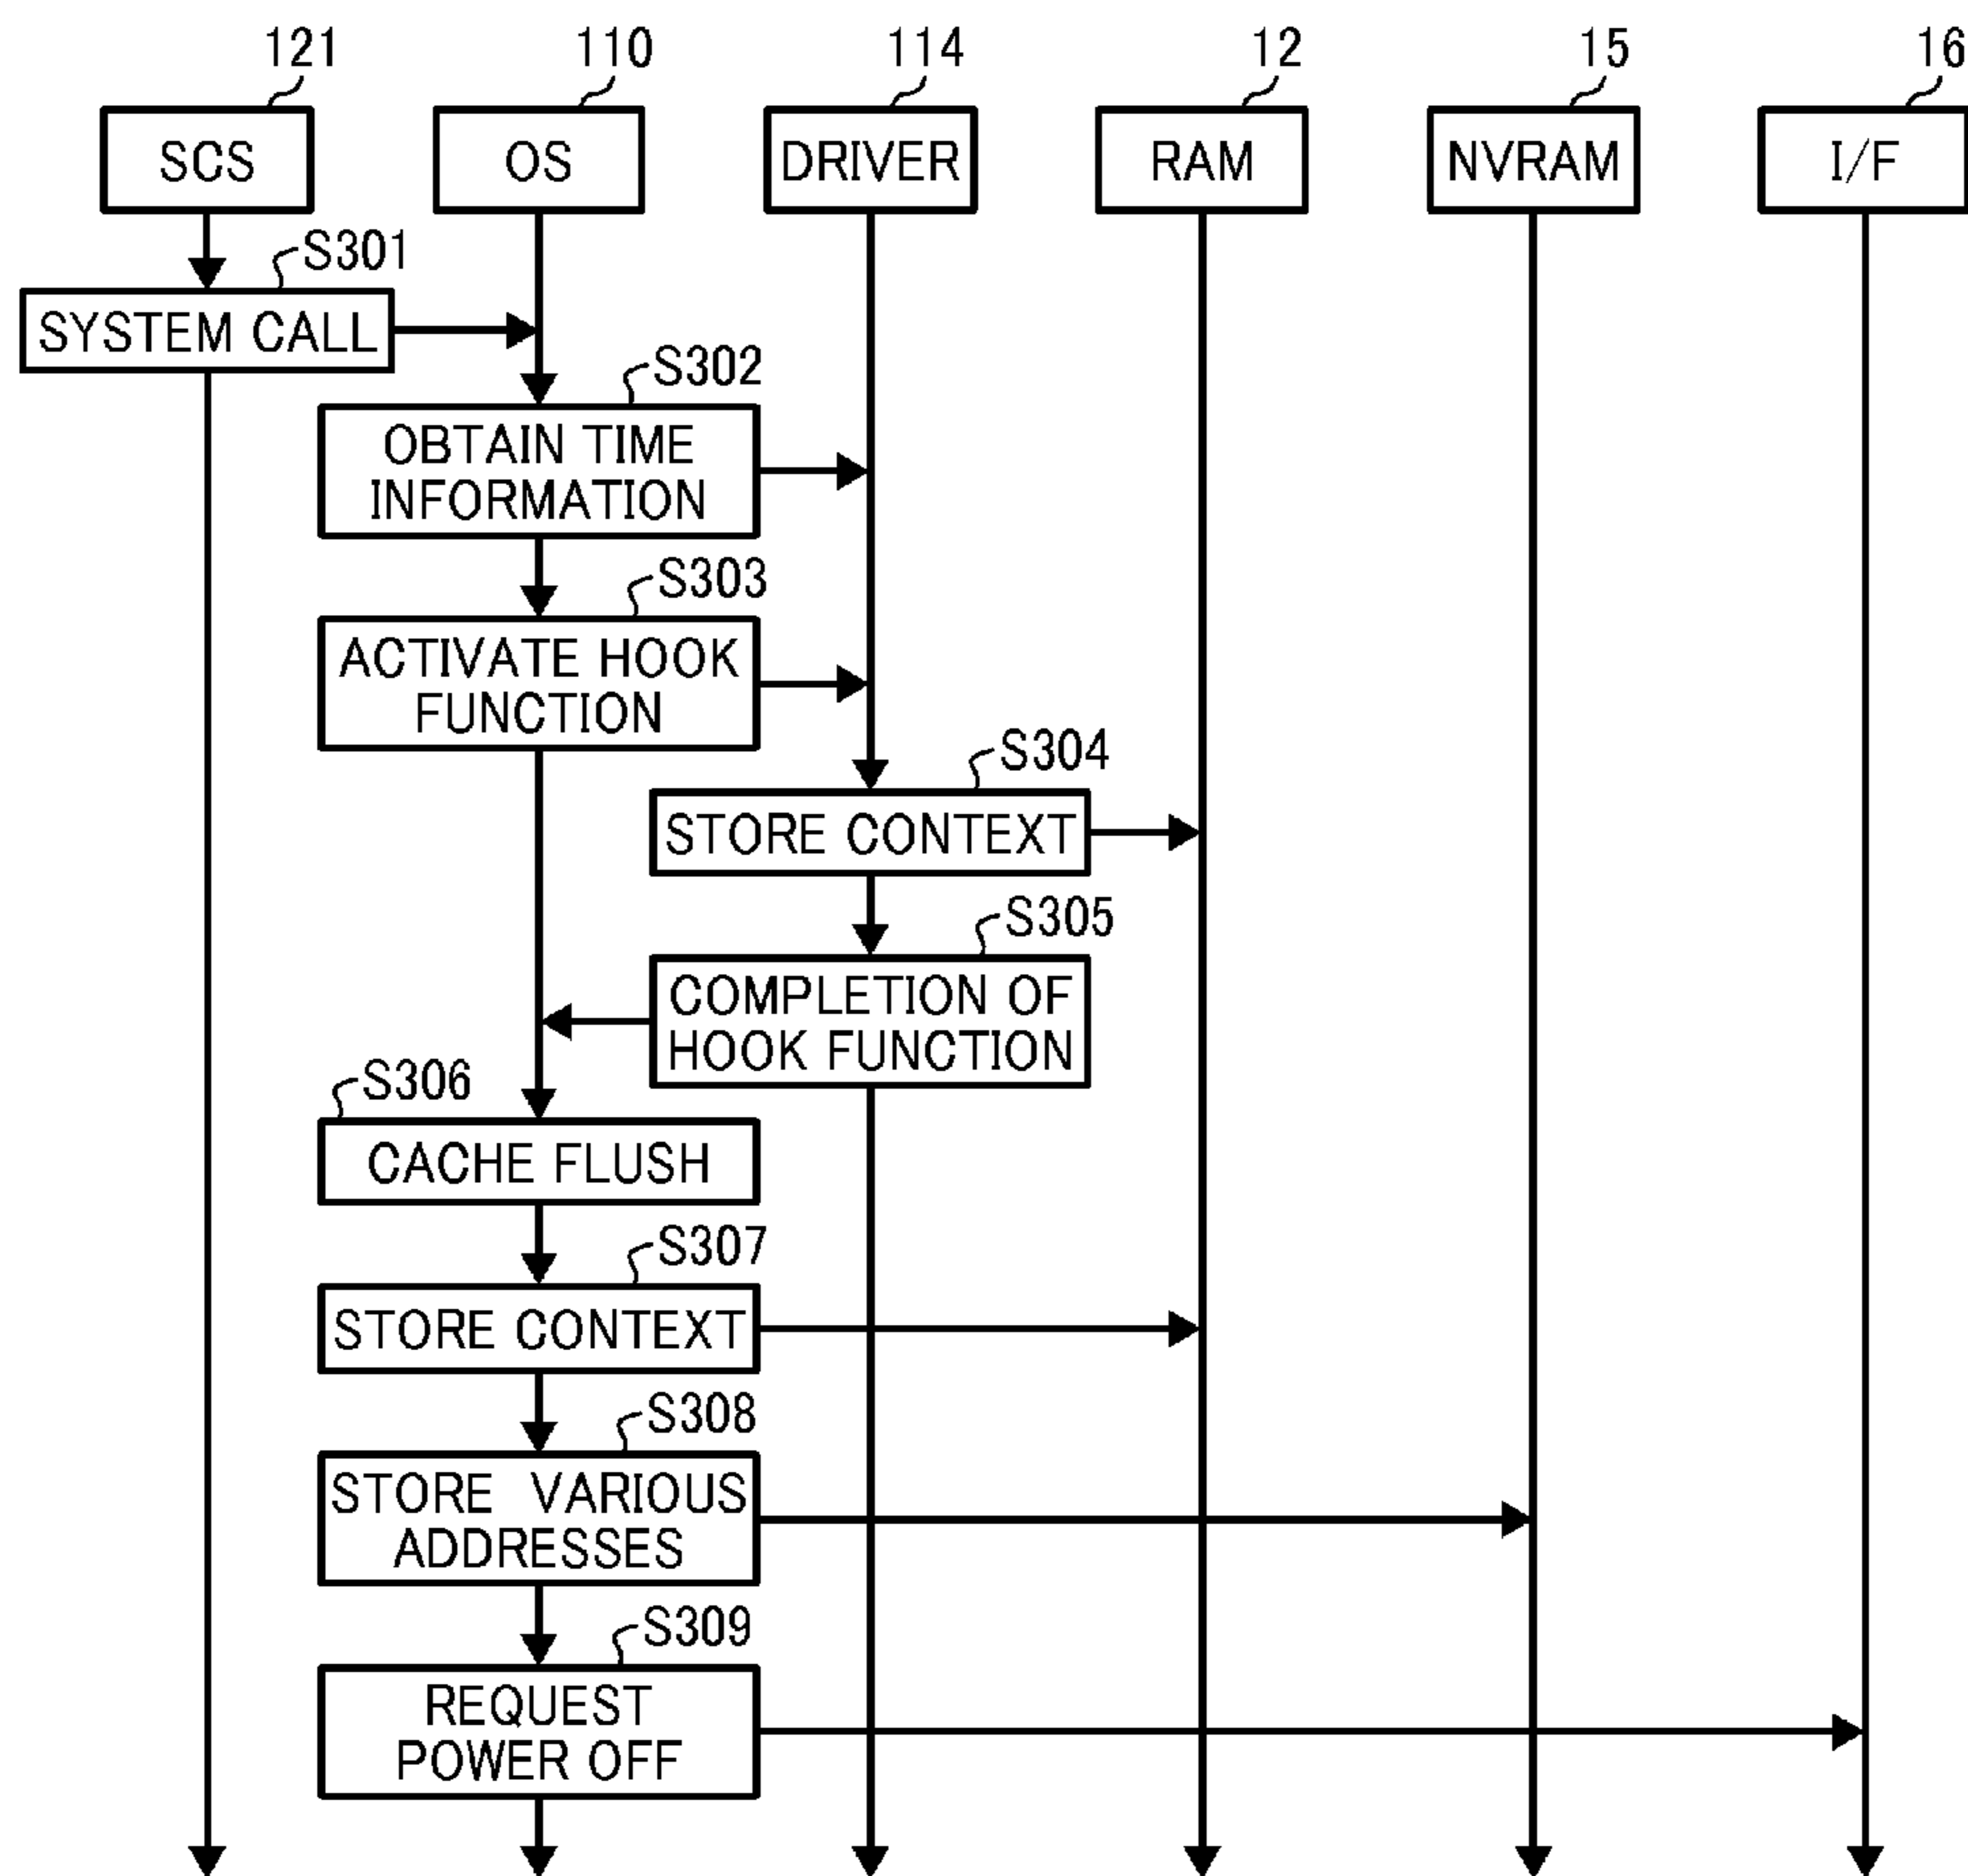 121
110
114
12
15
16
SCS
OS
DRIVER
RAM
NVRAM
I/F
S301
SYSTEM CALL
S302
OBTAIN TIME
INFORMATION
S303
ACTIVATE HOOK
FUNCTION
S304
STORE CONTEXT
S305
COMPLETION OF
HOOK FUNCTION
S306
CACHE FLUSH
S307
STORE CONTEXT
S308
STORE VARIOUS
ADDRESSES
S309
REQUEST
POWER OFF